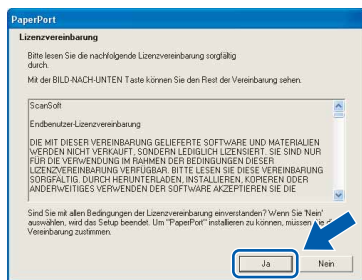 PaperPort
Lizenzvereinbarung
Bitte lesen Sie die nachfolgende Lizenzvereinbarung sorgfältig
durch.
Mit der BILD-NACH-UNTEN Taste können Sie den Rest der Vereinbarung sehen.
ScanSoft
Endbenutzer-Lizenzvereinbarung
DIE MIT DIESER VEREINBARUNG GELIEFERTE SOFTWARE UND MATERIALIEN
WERDEN NICHT VERKAUFT, SONDERN LEDIGLICH LIZENSIERT. SIE SIND NUR
FÜR DIE VERWENDUNG IM RAHMEN DER BEDINGUNGEN DIESER
LIZENZVEREINBARUNG VERFÜGBAR. BITTE LESEN SIE DIESE VEREINBARUNG
SORGFÄLTIG. DURCH HERUNTERLADEN, INSTALLIEREN, KOPIEREN ODER
ANDERWEITIGES VERWENDEN DER SOFTWARE AKZEPTIEREN SIE DIE
Sind Sie mit allen Bedingungen der Lizenzvereinbarung einverstanden? Wenn Sie 'Nein'
auswählen, wird das Setup beendet. Um "PaperPort" installieren zu können, müssen Sie
Vereinbarung zustimmen.
Ja
Nein